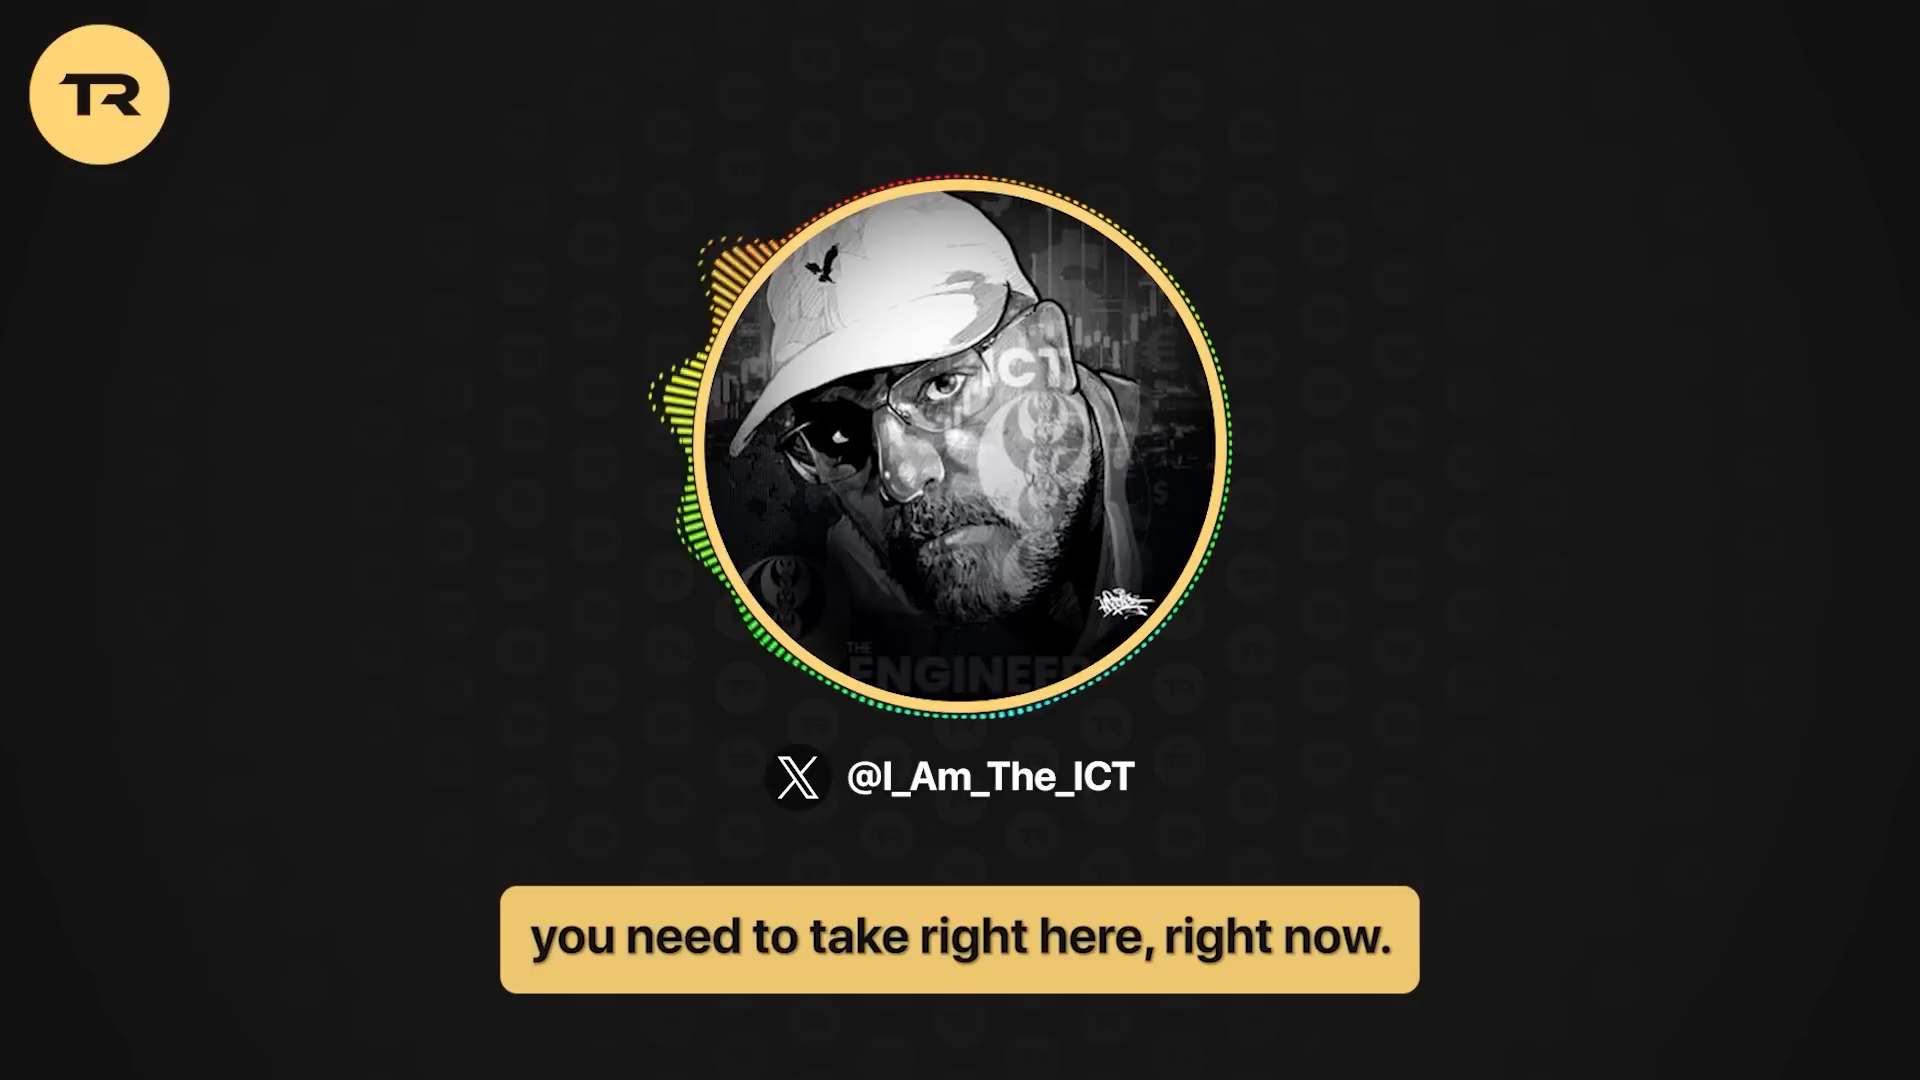 TR
ICT
THE
ENGINEER
@I_Am_The_ICT
you need to take right here, right now.